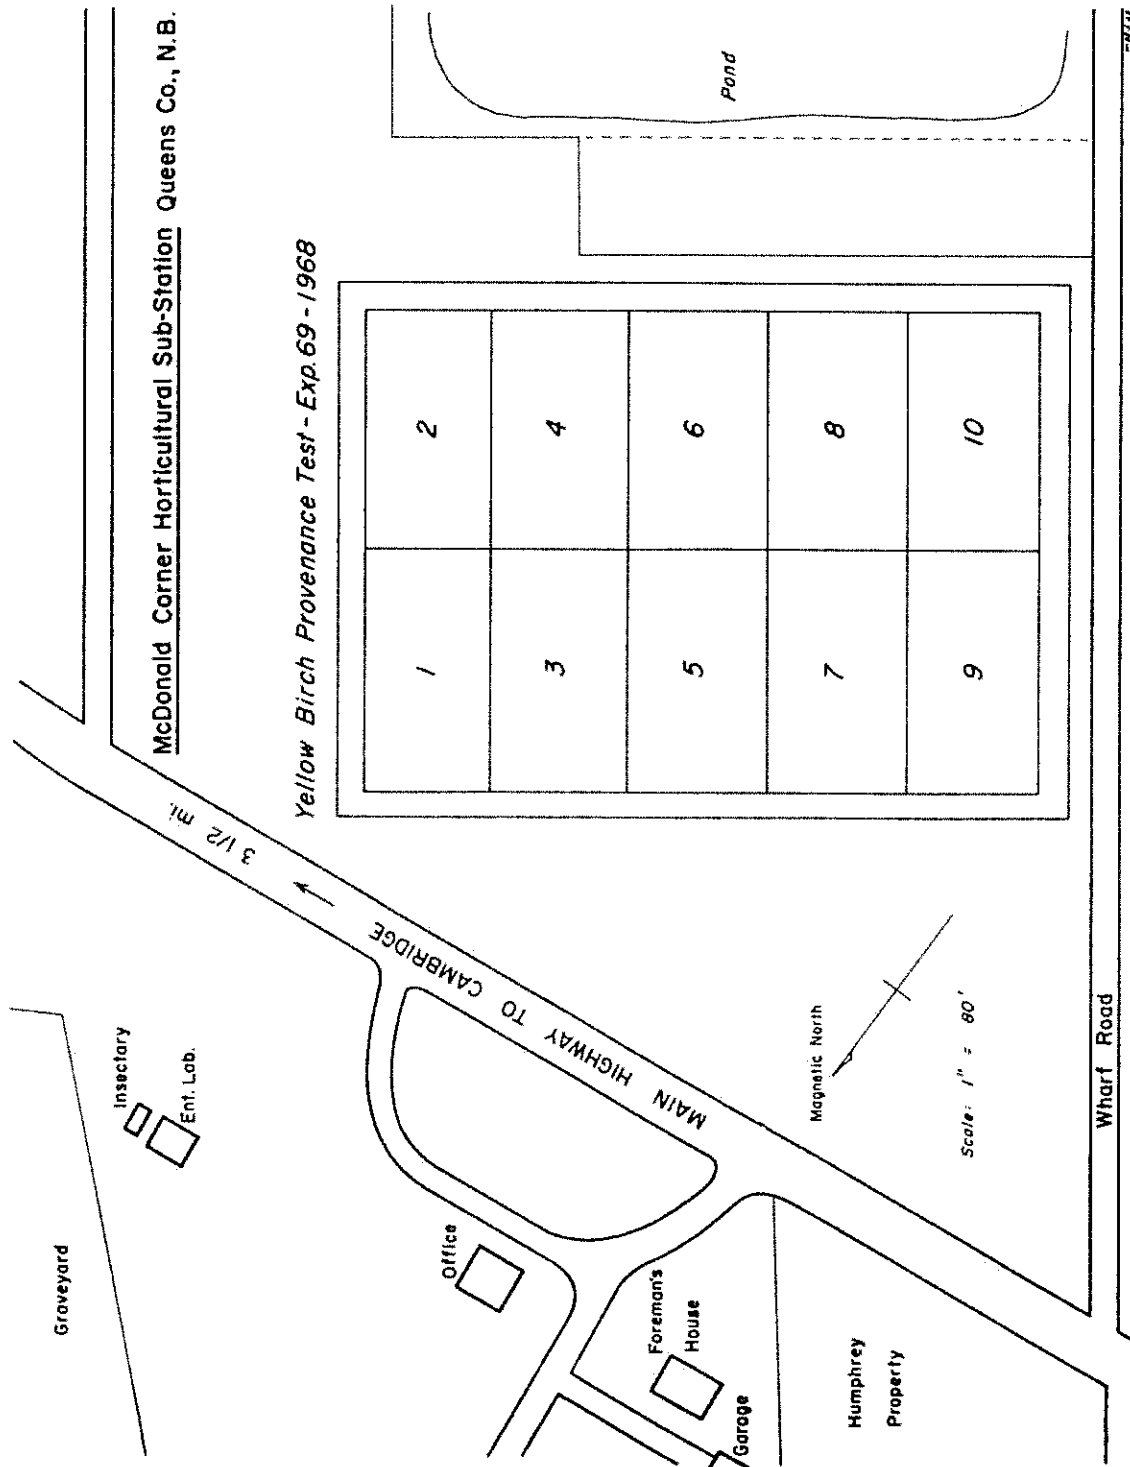 McDonald Corner Horticultural Sub-Station Queens Co., N.B.
Yellow Birch Provenance Test - Exp. 69 - 1968
Graveyard
Insectary
Ent. Lab.
Office
Foreman's
House
Garage
Humphrey
Property
MAIN HIGHWAY TO CAMBRIDGE
3 1/2 mi.
1
2
3
4
5
6
7
8
9
10
Pond
Magnetic North
Scale: 1" = 80'
Wharf Road